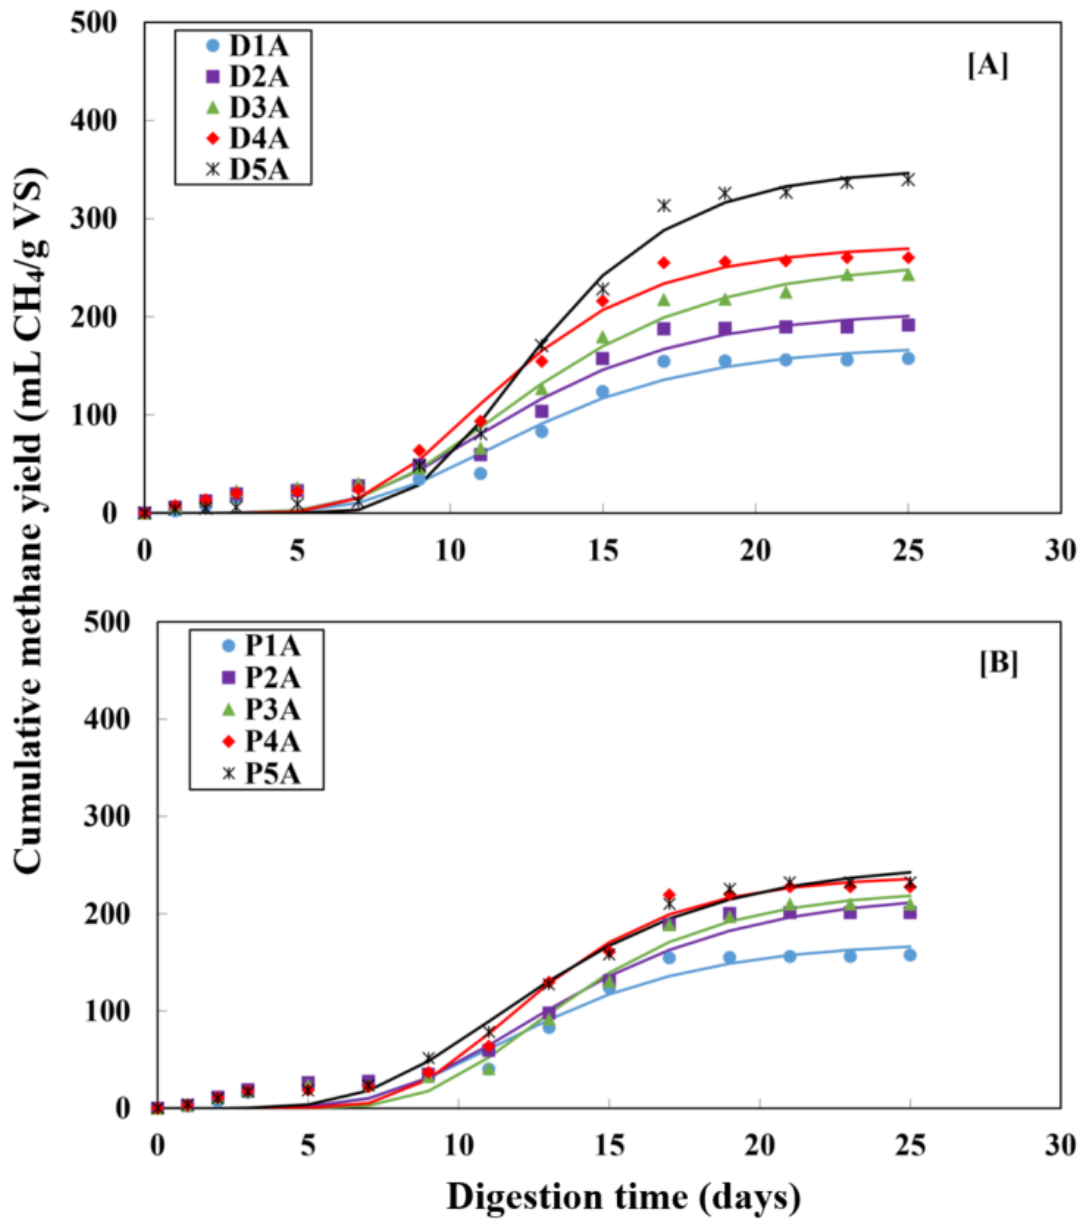 Cumulative methane yield (mL CH₄/g VS)
500
400
300
200
100
0
D1A
D2A
D3A
D4A
D5A
[A]
0 5 10 15 20 25 30
500
400
300
200
100
0
P1A
P2A
P3A
P4A
P5A
[B]
0 5 10 15 20 25 30
Digestion time (days)